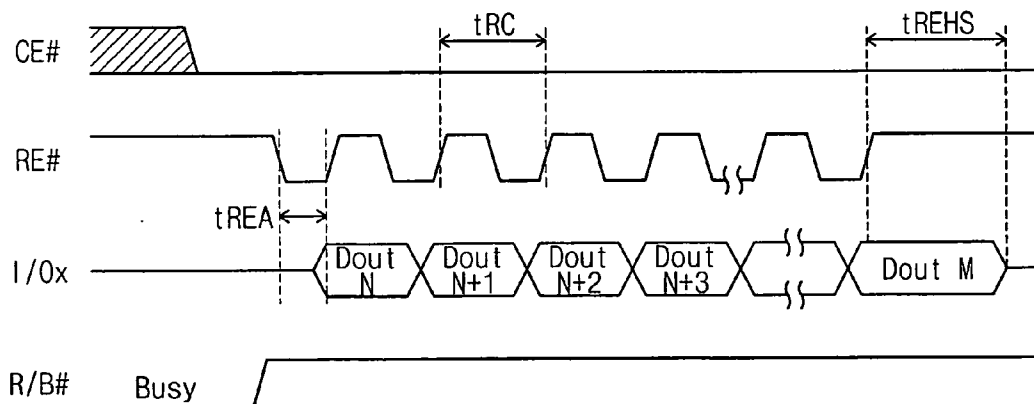 tRC
tREHS
CE#
RE#
tREA
I/Ox
Dout N
Dout N+1
Dout N+2
Dout N+3
Dout M
R/B#
Busy